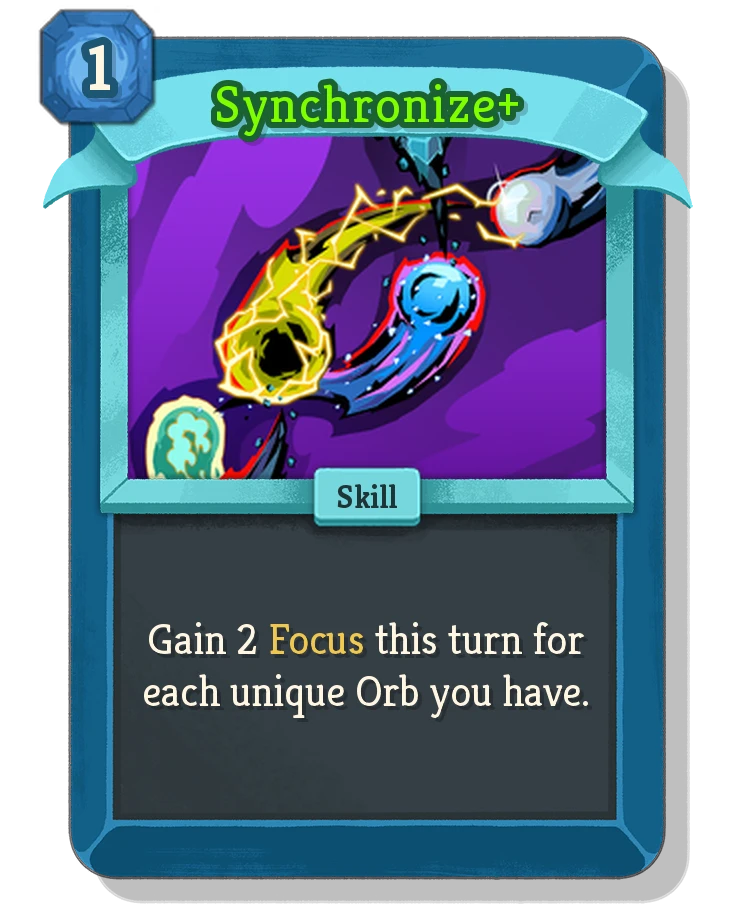 1
Synchronize+
Skill
Gain 2 Focus this turn for
each unique Orb you have.